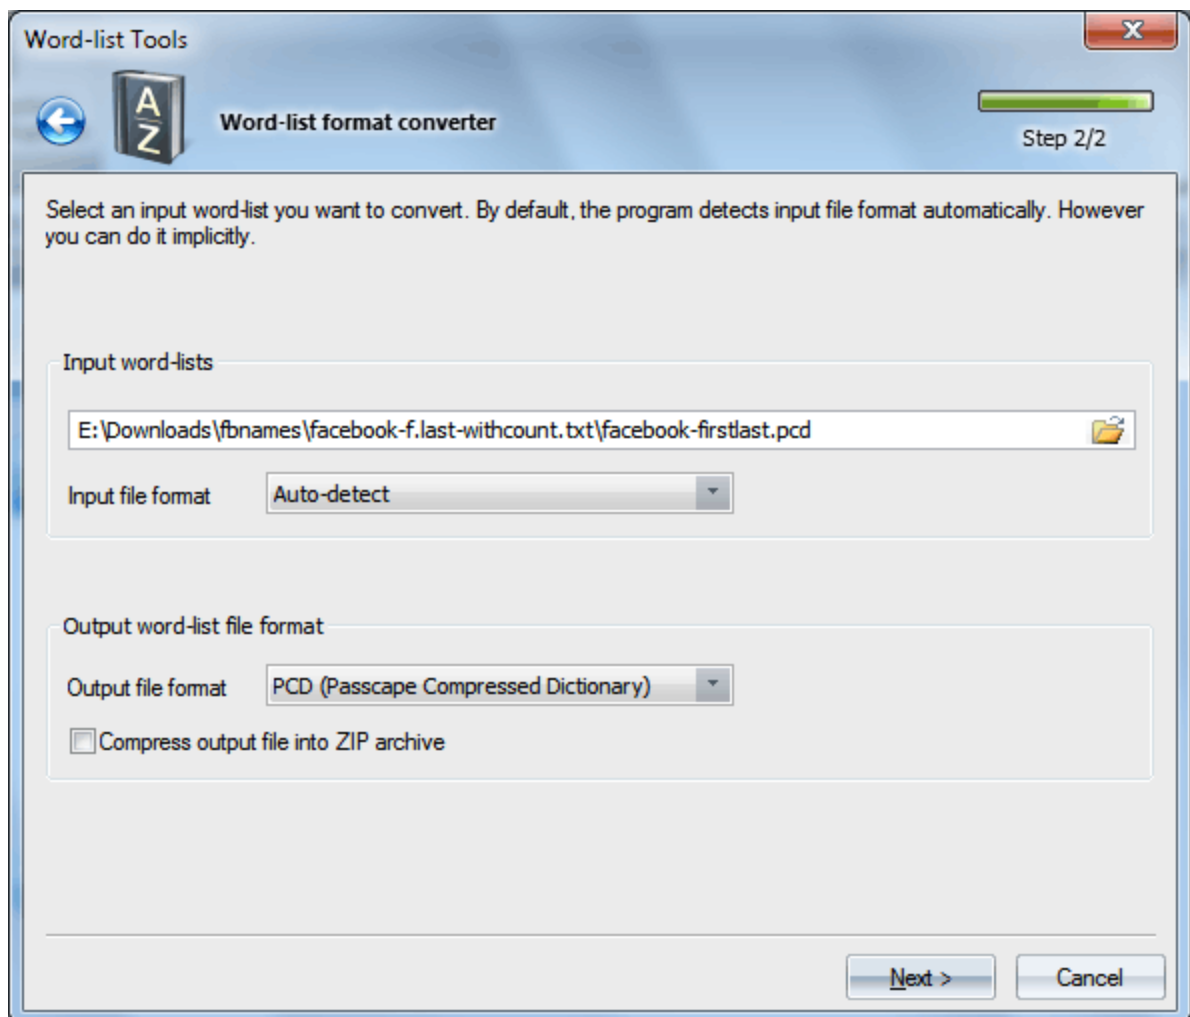 Word-list Tools
X
A
Z
Word-list format converter
Step 2/2
Select an input word-list you want to convert. By default, the program detects input file format automatically. However
you can do it implicitly.
Input word-lists
E:\Downloads\fbnames\facebook-f.last-withcount.txt\facebook-firstlast.pcd
Input file format Auto-detect
Output word-list file format
Output file format PCD (Passcape Compressed Dictionary)
Compress output file into ZIP archive
Next > Cancel